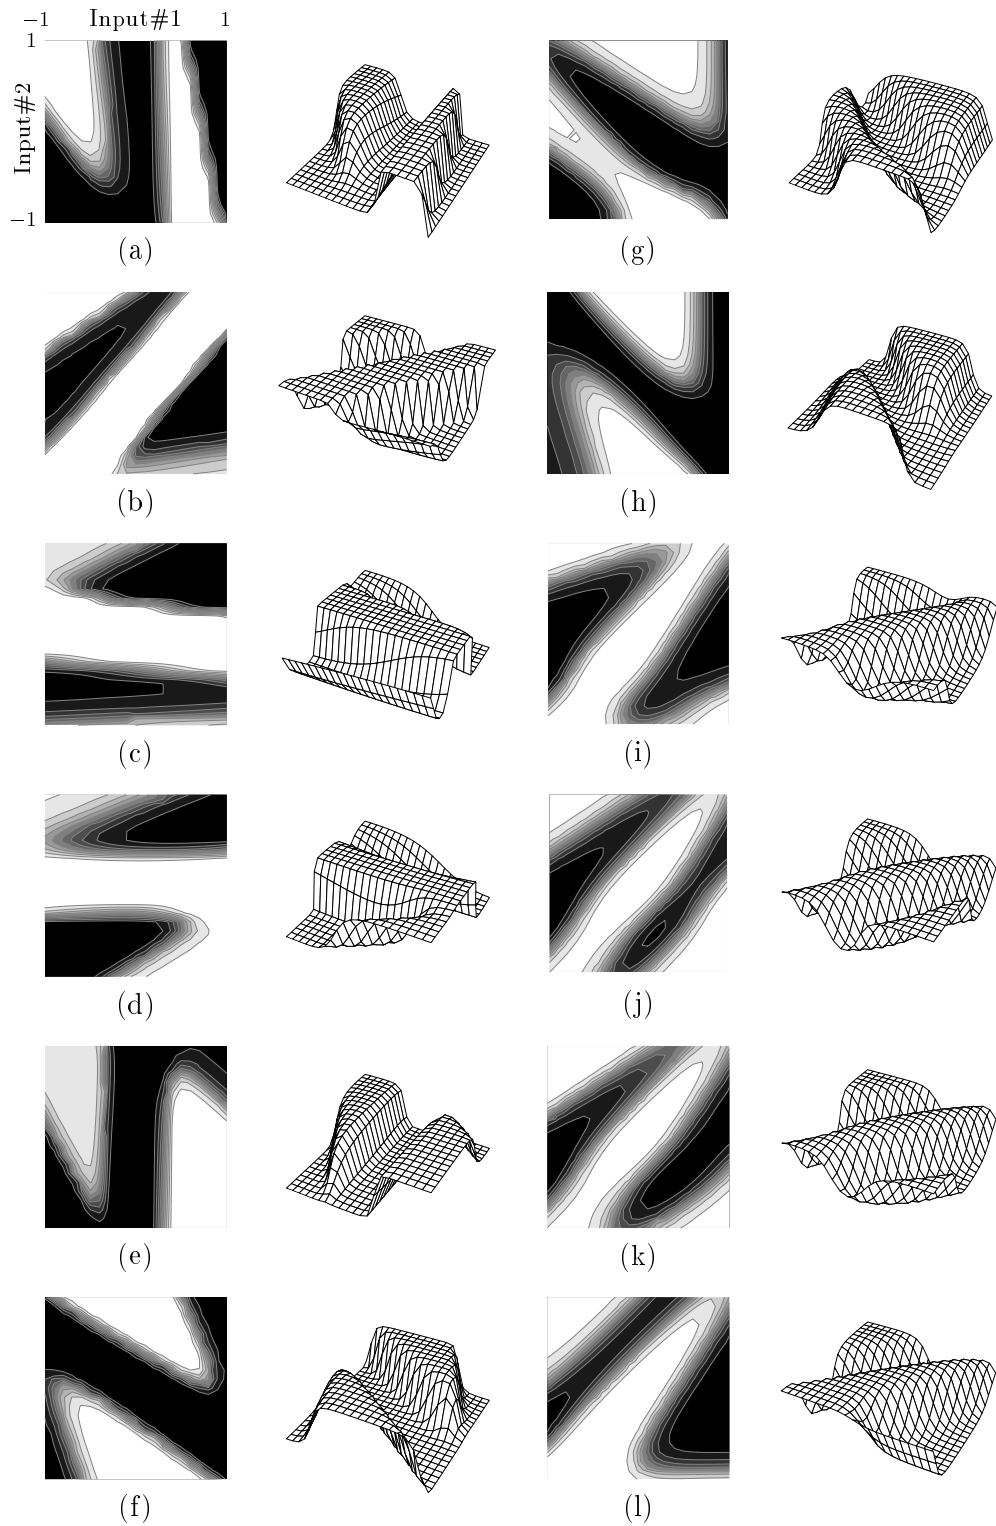 −1 Input#1 1
1
Input#2
−1
(a) (g)
(b) (h)
(c) (i)
(d) (j)
(e) (k)
(f) (l)